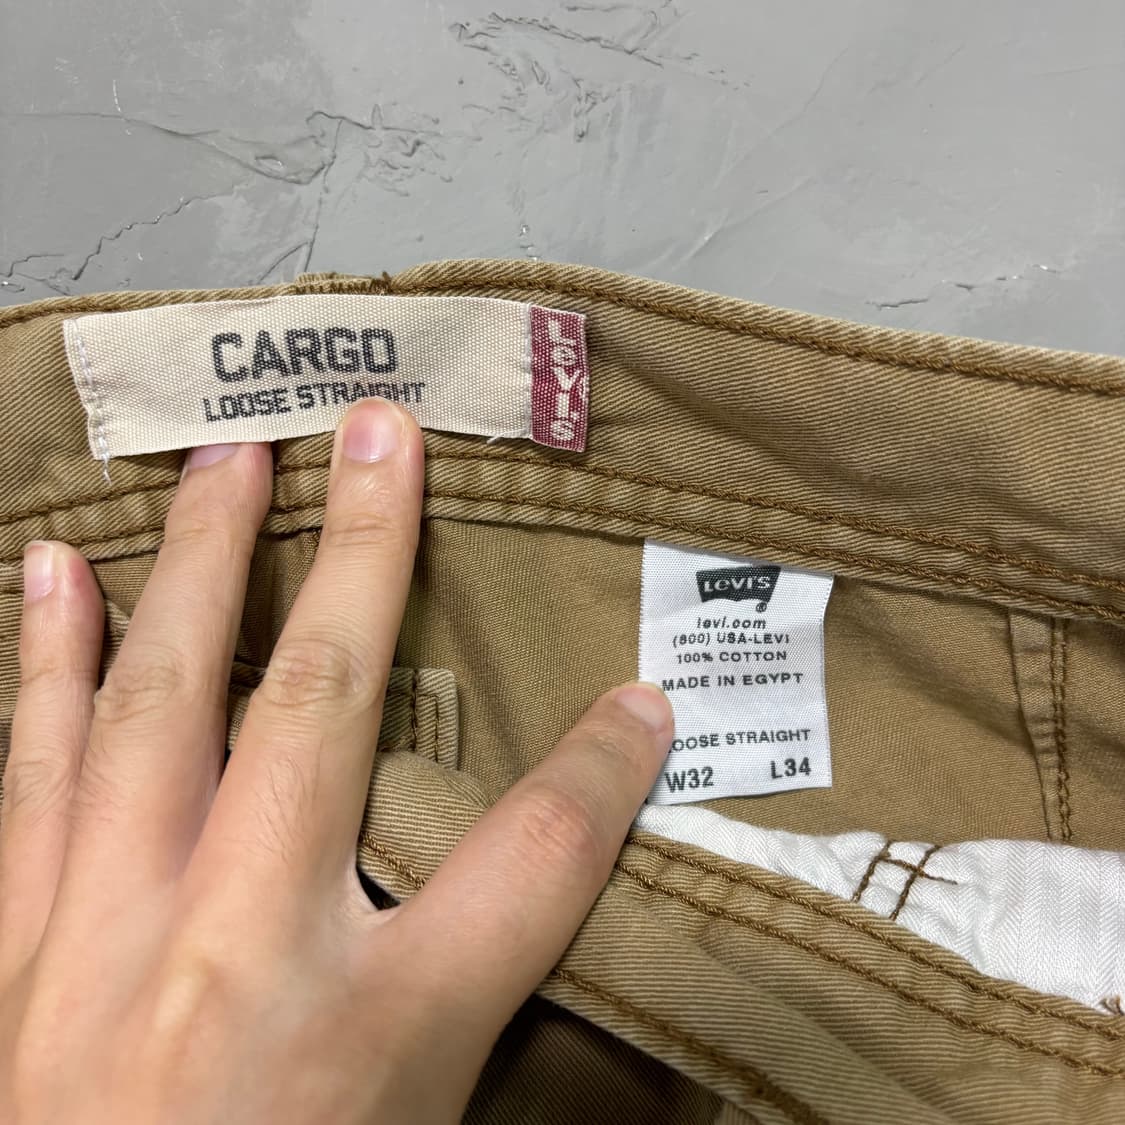 CARGO
LOOSE STRAIGHT
LEVI'S
LEVI'S
®
levi.com
(800) USA-LEVI
100% COTTON
MADE IN EGYPT
OOSE STRAIGHT
W32 L34